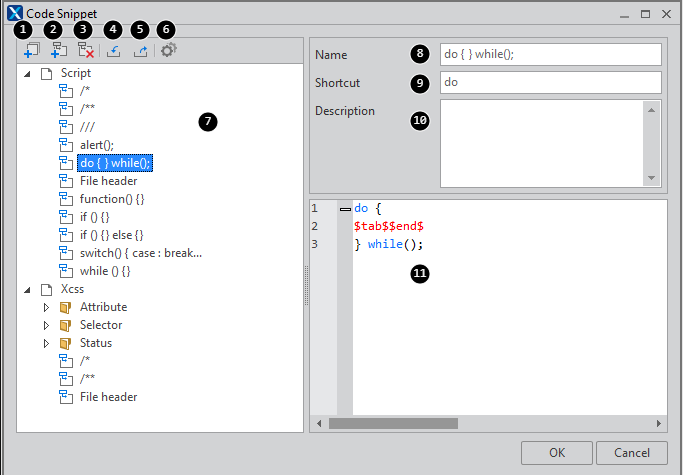 Code Snippet
1 2 3 4 5 6
Script
/*
/**
///
alert();
do { } while();
File header
function() {}
if () {}
if () {} else {}
switch() { case : break...
while () {}
Xcss
Attribute
Selector
Status
/*
/**
File header
7
Name 8 do { } while();
Shortcut 9 do
Description 10
1 do {
2 $tab$$end$
3 } while();
11
OK Cancel